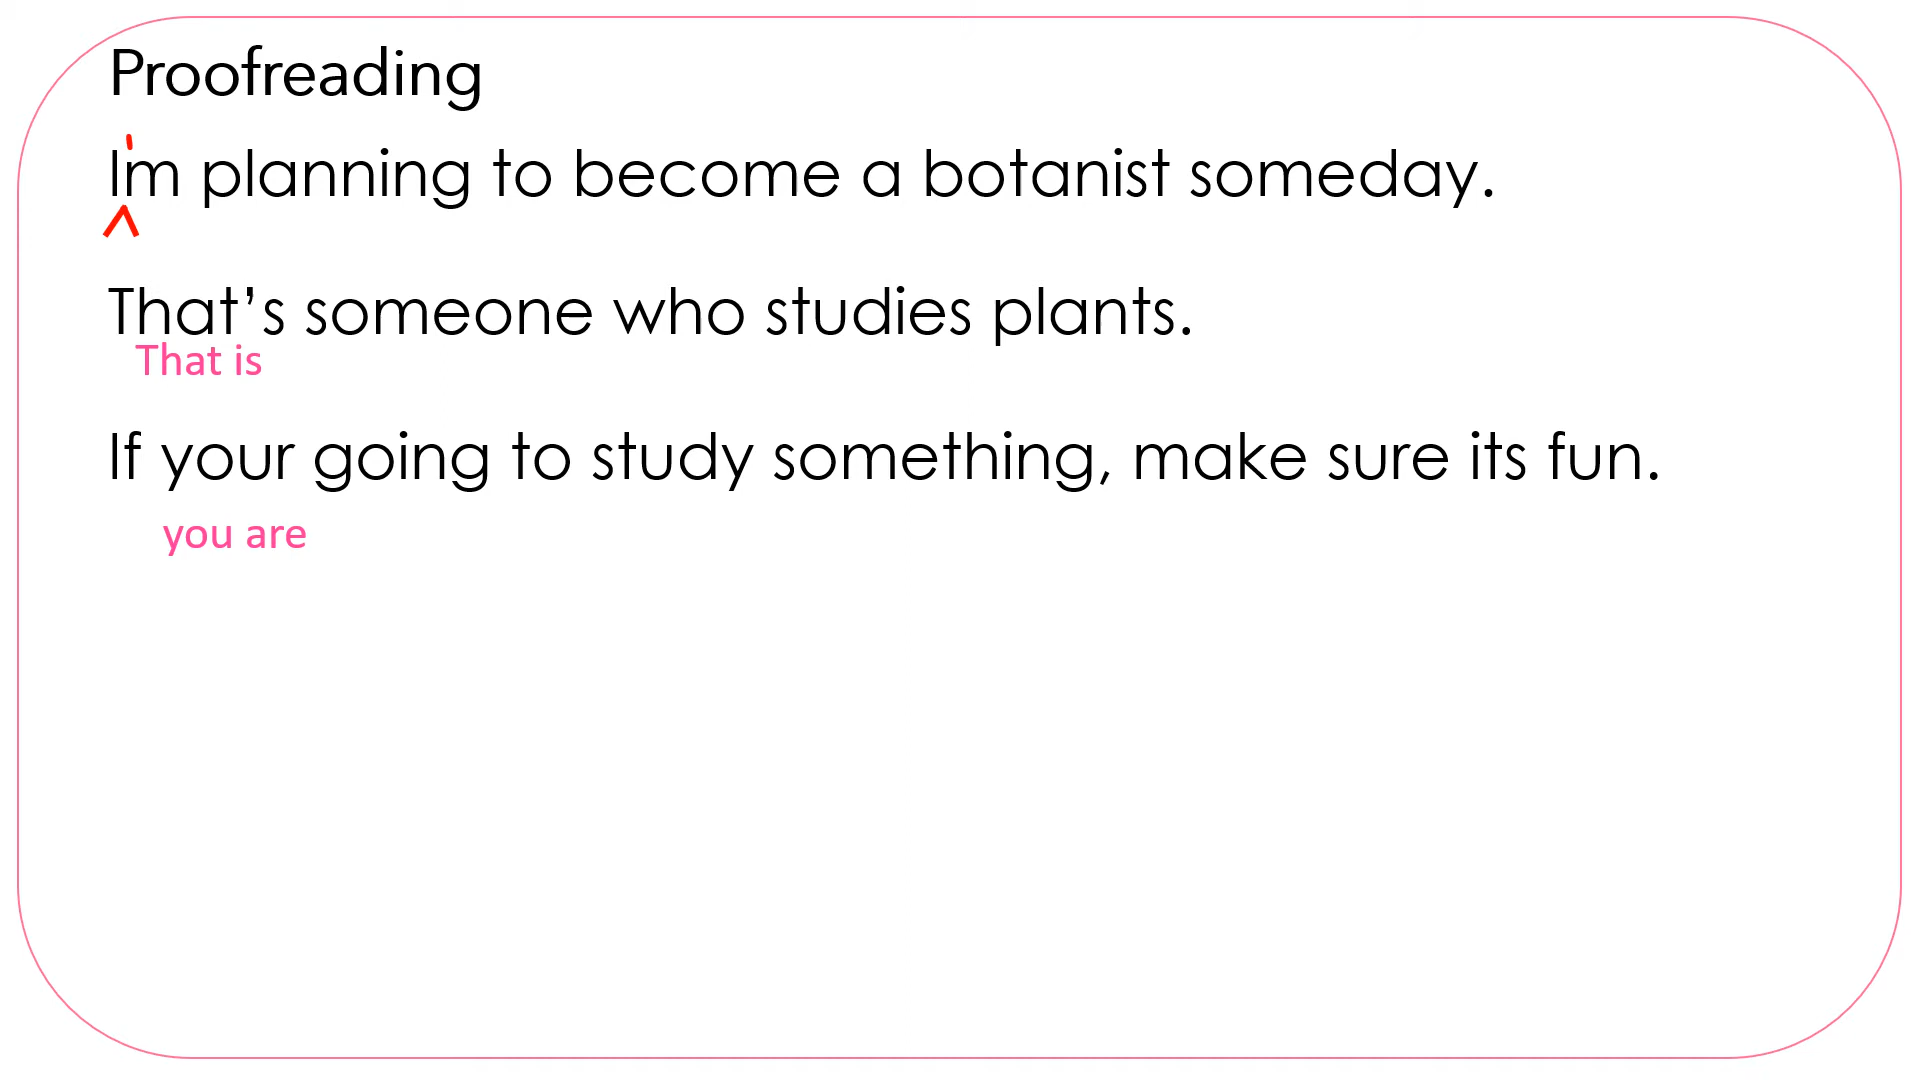 Proofreading
I'm planning to become a botanist someday.
That’s someone who studies plants.
That is
If your going to study something, make sure its fun.
you are